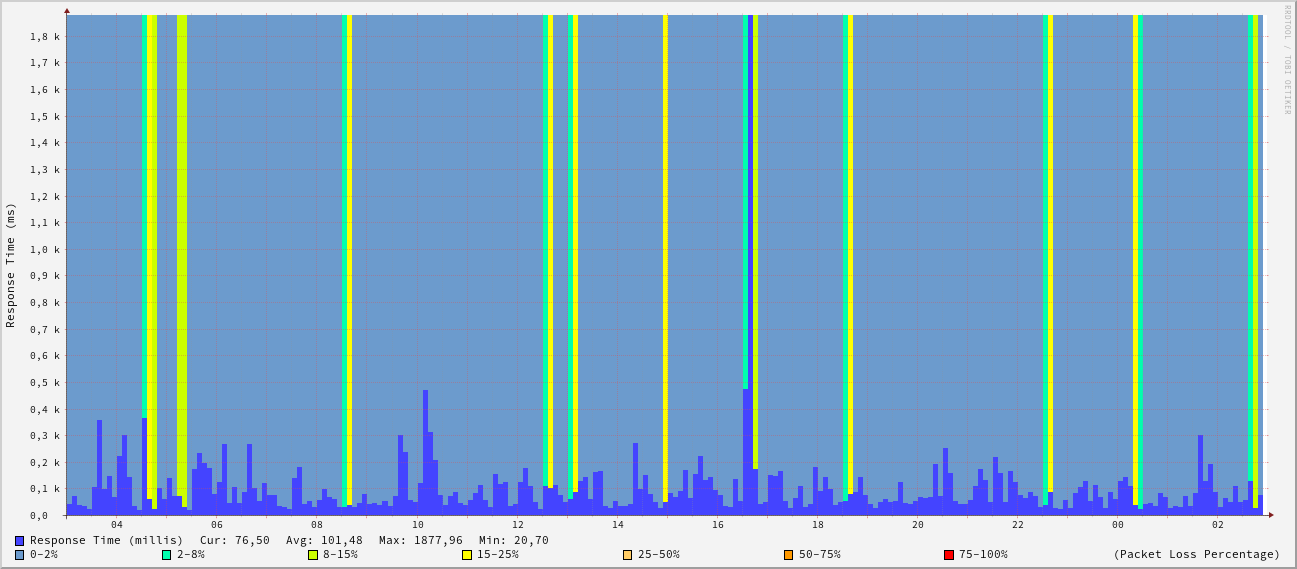 RRDTOOL / TOBI OETIKER
Response Time (ms)
1,8 k
1,7 k
1,6 k
1,5 k
1,4 k
1,3 k
1,2 k
1,1 k
1,0 k
0,9 k
0,8 k
0,7 k
0,6 k
0,5 k
0,4 k
0,3 k
0,2 k
0,1 k
0,0
04 06 08 10 12 14 16 18 20 22 00 02
Response Time (millis) Cur: 76,50 Avg: 101,48 Max: 1877,96 Min: 20,70
0-2% 2-8% 8-15% 15-25% 25-50% 50-75% 75-100% (Packet Loss Percentage)